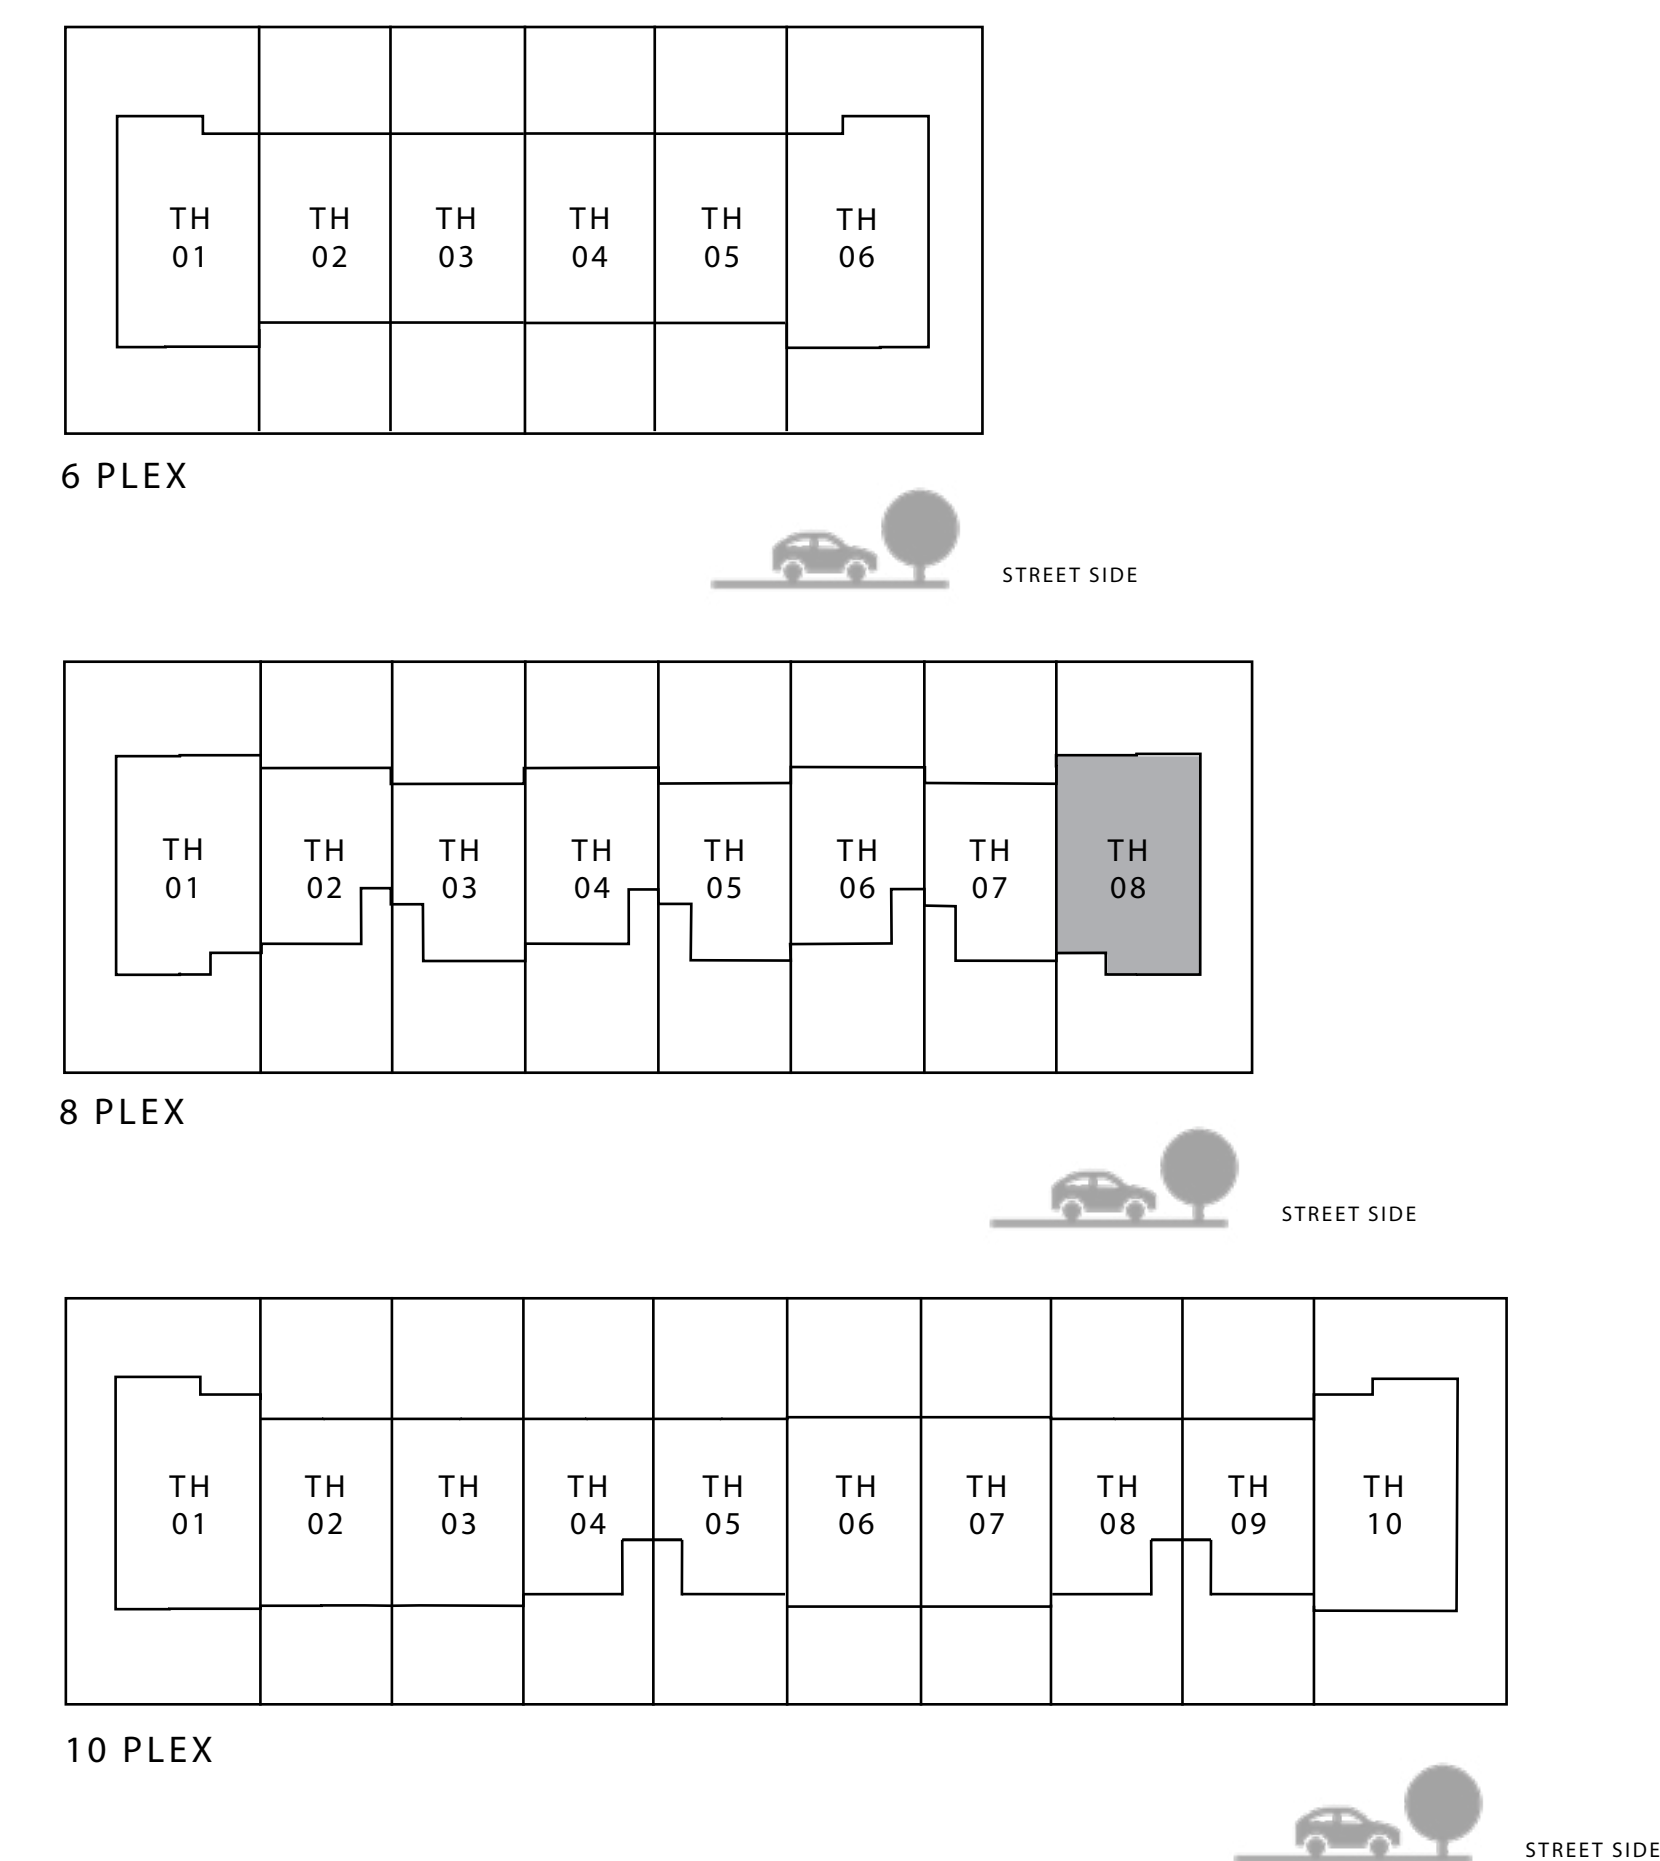 TH TH TH TH TH TH
01 02 03 04 05 06
6 PLEX
STREET SIDE
TH TH TH TH TH TH TH TH
01 02 03 04 05 06 07 08
8 PLEX
STREET SIDE
TH TH TH TH TH TH TH TH TH TH
01 02 03 04 05 06 07 08 09 10
10 PLEX
STREET SIDE